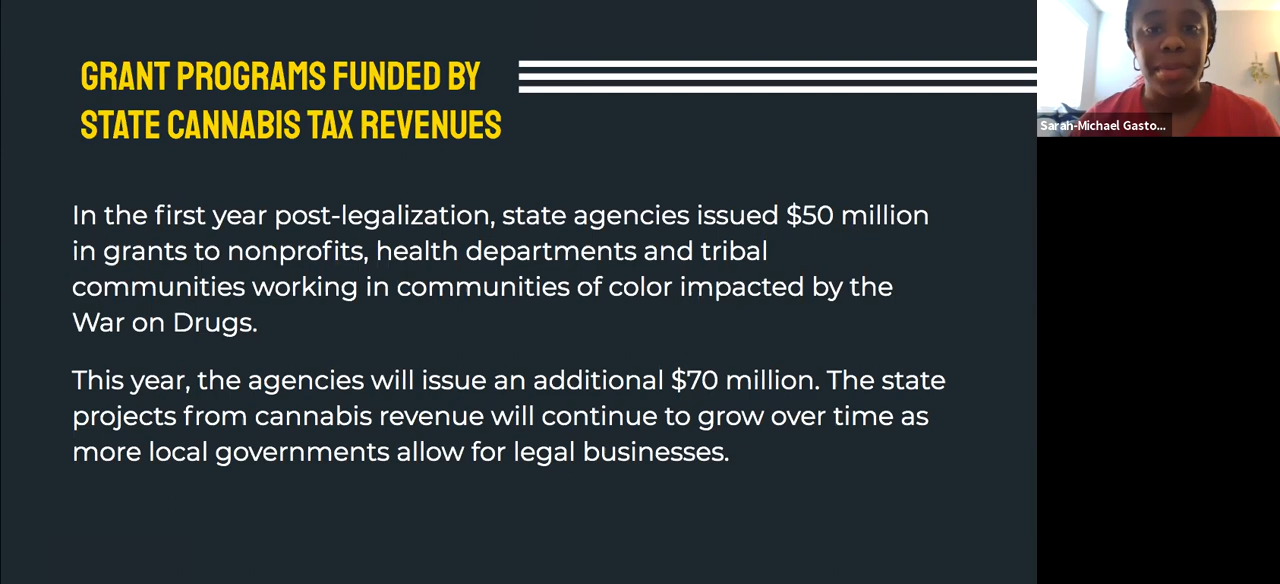 GRANT PROGRAMS FUNDED BY
STATE CANNABIS TAX REVENUES
Sarah-Michael Gasto...
In the first year post-legalization, state agencies issued $50 million
in grants to nonprofits, health departments and tribal
communities working in communities of color impacted by the
War on Drugs.
This year, the agencies will issue an additional $70 million. The state
projects from cannabis revenue will continue to grow over time as
more local governments allow for legal businesses.